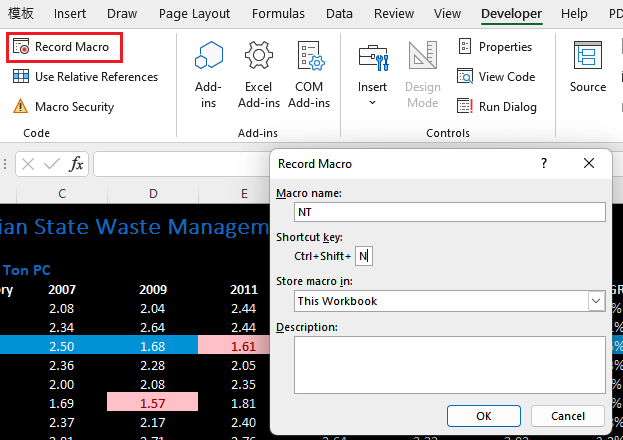 模板 Insert Draw Page Layout Formulas Data Review View Developer Help
Record Macro
Use Relative References
Macro Security
Code
Add-
ins
Excel
Add-ins
COM
Add-ins
Add-ins
Insert
Design
Mode
Properties
View Code
Run Dialog
Controls
Source
fx
C D E
ian State Waste Managem
Ton PC
ry 2007 2009 2011
2.08 2.04 2.44
2.34 2.64 2.44
2.50 1.68 1.61
2.36 2.28 2.05
2.00 2.08 2.35
1.69 1.57 1.81
2.37 2.17 2.40
Record Macro ?
Macro name:
NT
Shortcut key:
Ctrl+Shift+ N
Store macro in:
This Workbook
Description:
OK Cancel